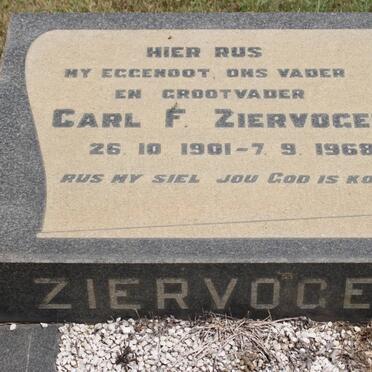 HIER RUS
MY EGGENOOT, ONS VADER
EN GROOTVADER
CARL F. ZIERVOGE
26.10.1901-7.9.1968
RUS MY SIEL JOU GOD IS KO
ZIERVOGE